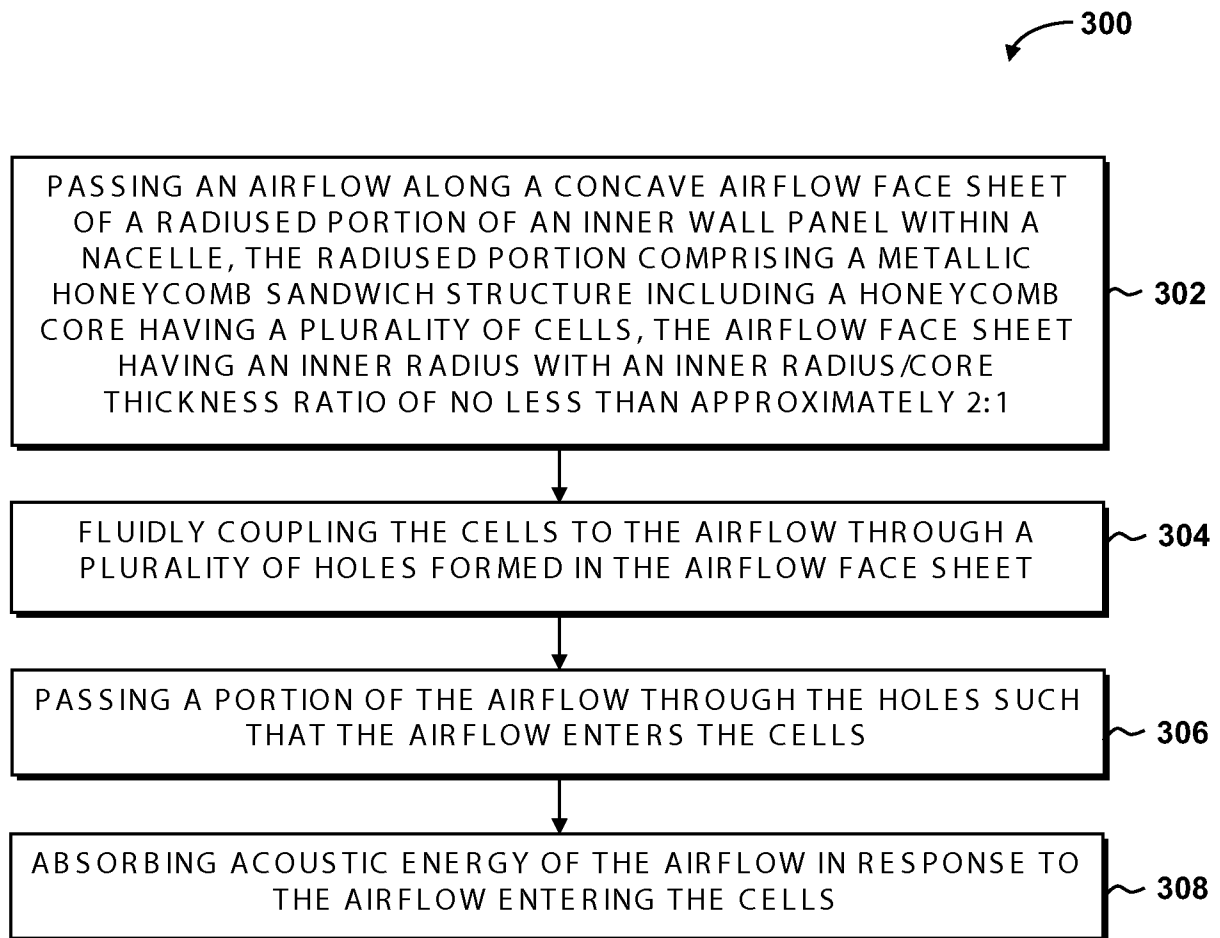 300
PASSING AN AIRFLOW ALONG A CONCAVE AIRFLOW FACE SHEET
OF A RADIUSED PORTION OF AN INNER WALL PANEL WITHIN A
NACELLE, THE RADIUSED PORTION COMPRISING A METALLIC
HONEYCOMB SANDWICH STRUCTURE INCLUDING A HONEYCOMB
CORE HAVING A PLURALITY OF CELLS, THE AIRFLOW FACE SHEET
HAVING AN INNER RADIUS WITH AN INNER RADIUS/CORE
THICKNESS RATIO OF NO LESS THAN APPROXIMATELY 2:1
302
FLUIDLY COUPLING THE CELLS TO THE AIRFLOW THROUGH A
PLURALITY OF HOLES FORMED IN THE AIRFLOW FACE SHEET
304
PASSING A PORTION OF THE AIRFLOW THROUGH THE HOLES SUCH
THAT THE AIRFLOW ENTERS THE CELLS
306
ABSORBING ACOUSTIC ENERGY OF THE AIRFLOW IN RESPONSE TO
THE AIRFLOW ENTERING THE CELLS
308